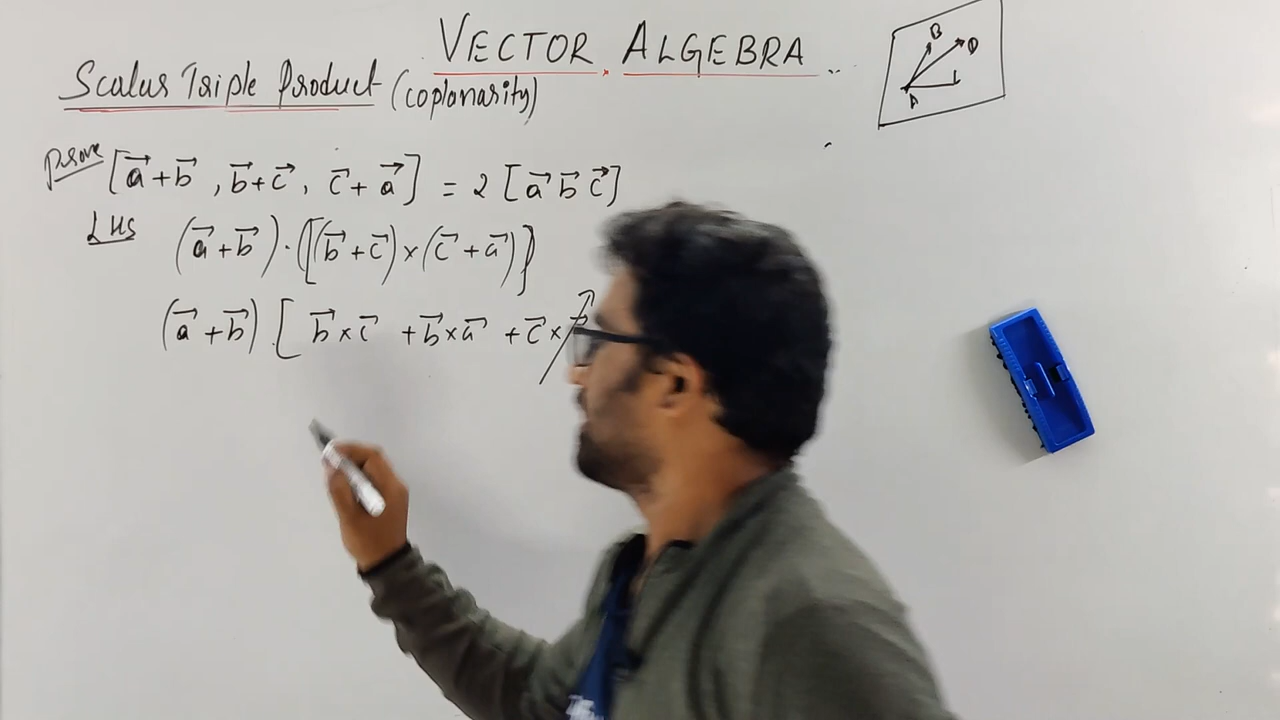 VECTOR ALGEBRA
Scalar Triple Product (coplanarity)
B
D
A
Prove [a⃗+b⃗ , b⃗+c⃗ , c⃗+a⃗] = 2 [a⃗ b⃗ c⃗]
LHS (a⃗+b⃗)·[(b⃗+c⃗)×(c⃗+a⃗)]
(a⃗+b⃗).[b⃗×c⃗ +b⃗×a⃗ +c⃗×